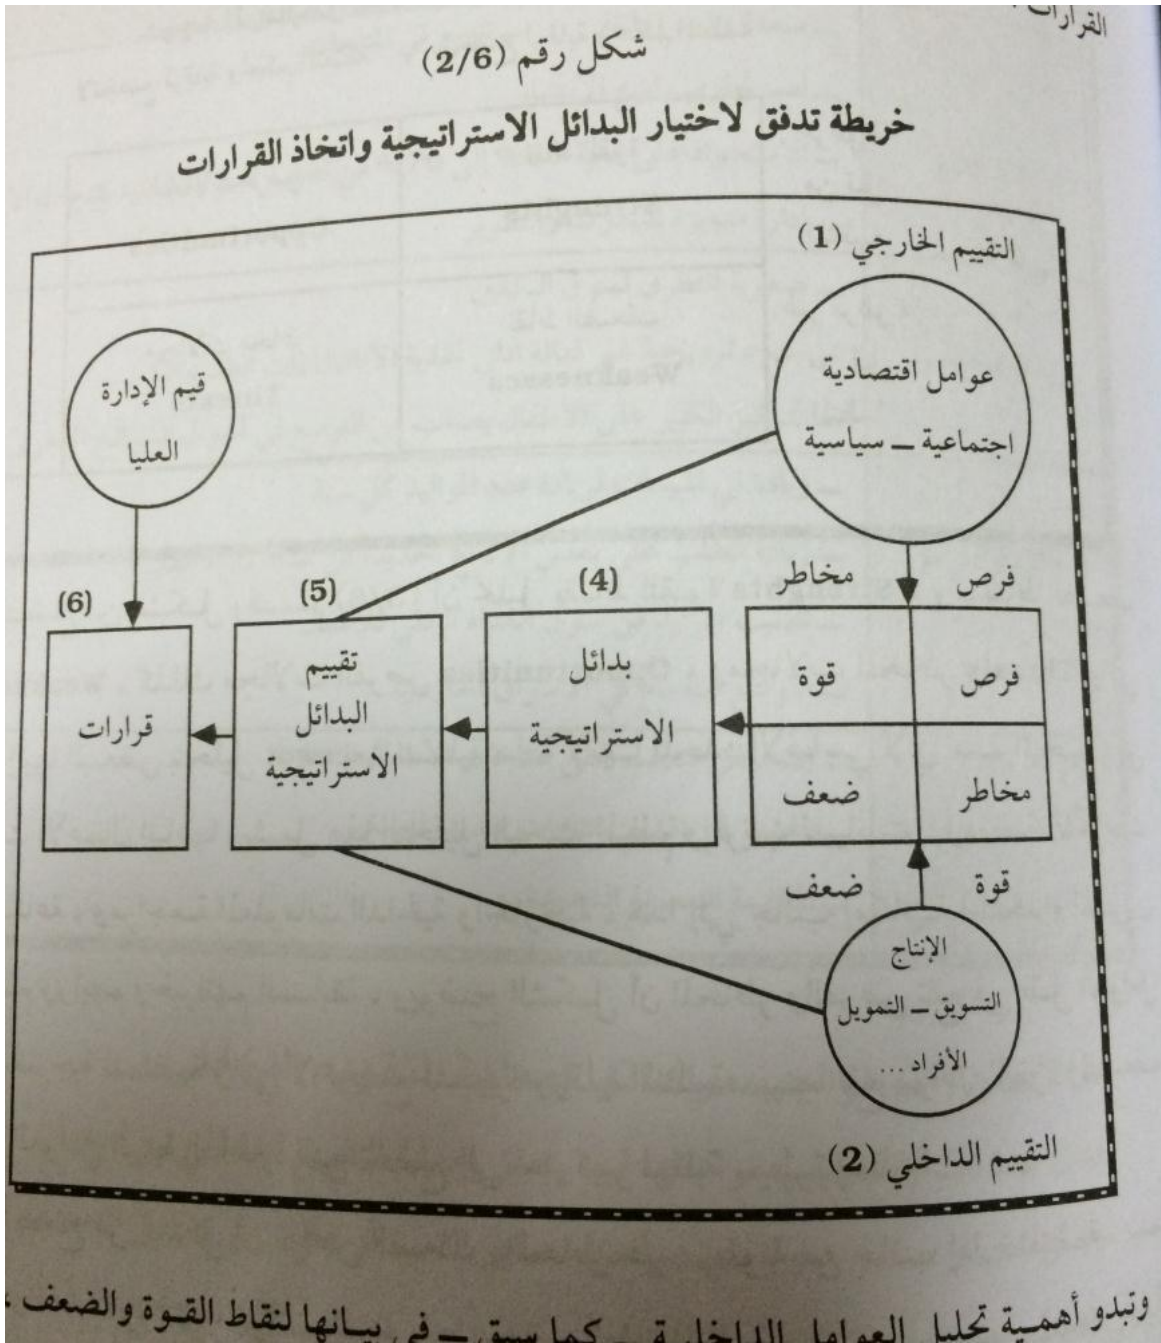 القرارات
شكل رقم (2/6)
خريطة تدفق لاختيار البدائل الاستراتيجية واتخاذ القرارات
التقييم الخارجي (1)
عوامل اقتصادية
اجتماعية – سياسية
قيم الإدارة
العليا
فرص
مخاطر
فرص
قوة
مخاطر
ضعف
(4)
بدائل
الاستراتيجية
(5)
تقييم
البدائل
الاستراتيجية
(6)
قرارات
قوة
ضعف
الإنتاج
التسويق – التمويل
الأفراد ...
التقييم الداخلي (2)
وتبدو أهمية تحليل العوامل الداخلية – كما سبق – في بيانها لنقاط القوة والضعف